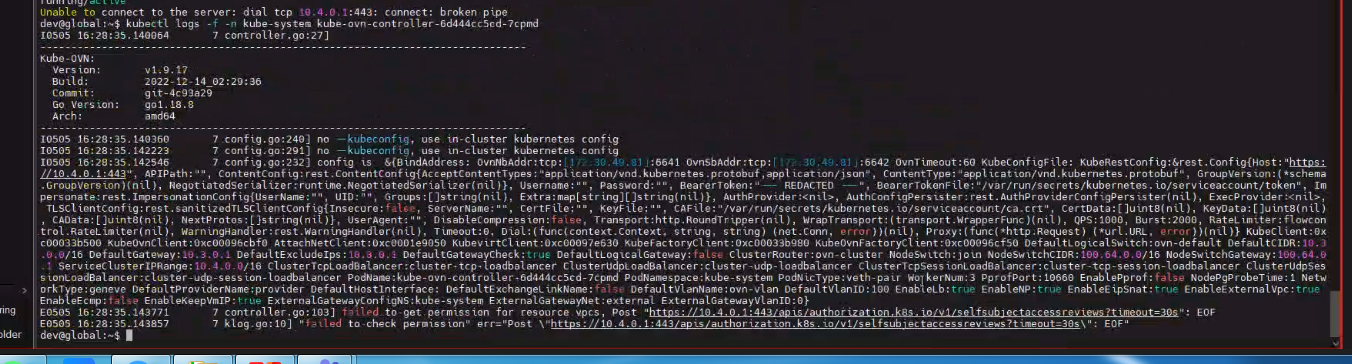 running/active
Unable to connect to the server: dial tcp 10.4.0.1:443: connect: broken pipe
dev@global:~$ kubectl logs -f -n kube-system kube-ovn-controller-6d444cc5cd-7cpmd
I0505 16:28:35.140064       7 controller.go:27]
-------------------------------------------------------------------------------
Kube-OVN:
  Version:       v1.9.17
  Build:         2022-12-14_02:29:36
  Commit:        git-4c93a29
  Go Version:    go1.18.8
  Arch:          amd64
-------------------------------------------------------------------------------
I0505 16:28:35.140360       7 config.go:240] no --kubeconfig, use in-cluster kubernetes config
I0505 16:28:35.142223       7 config.go:291] no --kubeconfig, use in-cluster kubernetes config
I0505 16:28:35.142546       7 config.go:232] config is  &{BindAddress: OvnNbAddr:tcp:[172.30.49.81]:6641 OvnSbAddr:tcp:[172.30.49.81]:6642 OvnTimeout:60 KubeConfigFile: KubeRestConfig:&rest.Config{Host:"https:
//10.4.0.1:443", APIPath:"", ContentConfig:rest.ContentConfig{AcceptContentTypes:"application/vnd.kubernetes.protobuf,application/json", ContentType:"application/vnd.kubernetes.protobuf", GroupVersion:(*schema
.GroupVersion)(nil), NegotiatedSerializer:runtime.NegotiatedSerializer(nil)}, Username:"", Password:"", BearerToken:"--- REDACTED ---", BearerTokenFile:"/var/run/secrets/kubernetes.io/serviceaccount/token", Im
personate:rest.ImpersonationConfig{UserName:"", UID:"", Groups:[]string(nil), Extra:map[string][]string(nil)}, AuthProvider:<nil>, AuthConfigPersister:rest.AuthProviderConfigPersister(nil), ExecProvider:<nil>,
 TLSClientConfig:rest.sanitizedTLSClientConfig{Insecure:false, ServerName:"", CertFile:"", KeyFile:"", CAFile:"/var/run/secrets/kubernetes.io/serviceaccount/ca.crt", CertData:[]uint8(nil), KeyData:[]uint8(nil)
, CAData:[]uint8(nil), NextProtos:[]string(nil)}, UserAgent:"", DisableCompression:false, Transport:http.RoundTripper(nil), WrapTransport:(transport.WrapperFunc)(nil), QPS:1000, Burst:2000, RateLimiter:flowcon
trol.RateLimiter(nil), WarningHandler:rest.WarningHandler(nil), Timeout:0, Dial:(func(context.Context, string, string) (net.Conn, error))(nil), Proxy:(func(*http.Request) (*url.URL, error))(nil)} KubeClient:0x
c00033b500 KubeOvnClient:0xc00096cbf0 AttachNetClient:0xc0001e9050 KubevirtClient:0xc00097e630 KubeFactoryClient:0xc00033b980 KubeOvnFactoryClient:0xc00096cf50 DefaultLogicalSwitch:ovn-default DefaultCIDR:10.3
.0.0/16 DefaultGateway:10.3.0.1 DefaultExcludeIps:10.3.0.1 DefaultGatewayCheck:true DefaultLogicalGateway:false ClusterRouter:ovn-cluster NodeSwitch:join NodeSwitchCIDR:100.64.0.0/16 NodeSwitchGateway:100.64.0
.1 ServiceClusterIPRange:10.4.0.0/16 ClusterTcpLoadBalancer:cluster-tcp-loadbalancer ClusterUdpLoadBalancer:cluster-udp-loadbalancer ClusterTcpSessionLoadBalancer:cluster-tcp-session-loadbalancer ClusterUdpSes
sionLoadBalancer:cluster-udp-session-loadbalancer PodName:kube-ovn-controller-6d444cc5cd-7cpmd PodNamespace:kube-system PodNicType:veth-pair WorkerNum:3 PprofPort:10660 EnablePprof:false NodePgProbeTime:1 Netw
orkType:geneve DefaultProviderName:provider DefaultHostInterface: DefaultExchangeLinkName:false DefaultVlanName:ovn-vlan DefaultVlanID:100 EnableLb:true EnableNP:true EnableEipSnat:true EnableExternalVpc:true
EnableEcmp:false EnableKeepVmIP:true ExternalGatewayConfigNS:kube-system ExternalGatewayNet:external ExternalGatewayVlanID:0}
E0505 16:28:35.143771       7 controller.go:103] failed to get permission for resource vpcs, Post "https://10.4.0.1:443/apis/authorization.k8s.io/v1/selfsubjectaccessreviews?timeout=30s": EOF
E0505 16:28:35.143857       7 klog.go:10] "failed to check permission" err="Post \"https://10.4.0.1:443/apis/authorization.k8s.io/v1/selfsubjectaccessreviews?timeout=30s\": EOF"
dev@global:~$
ring
older